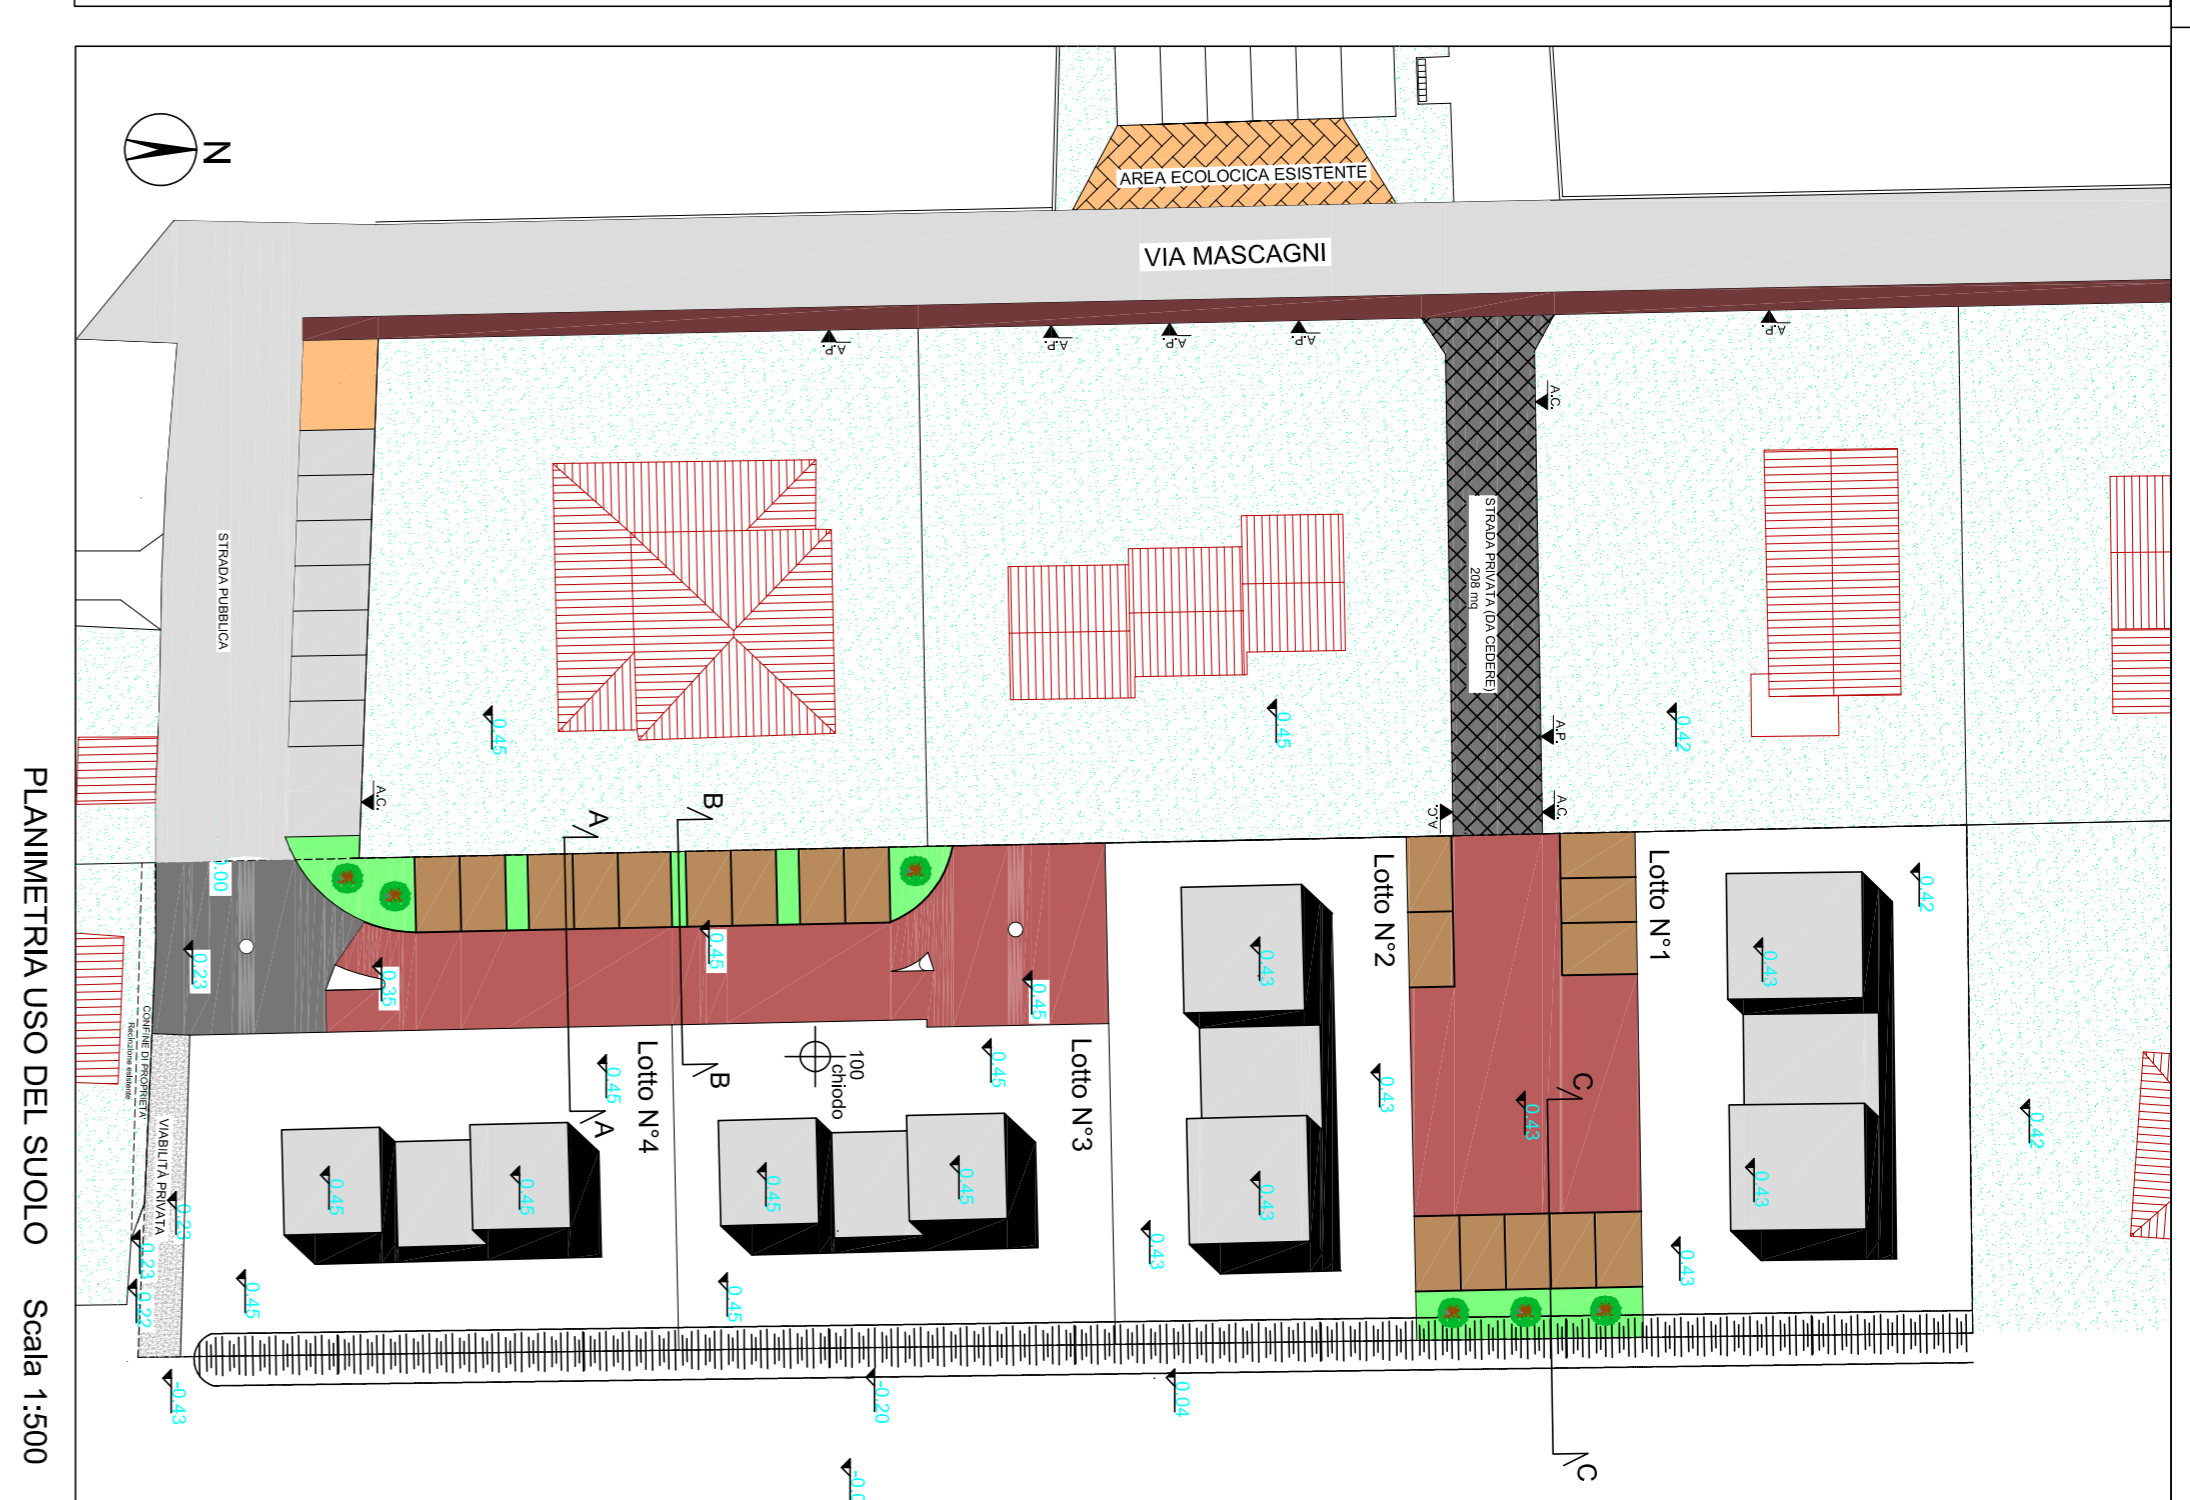 N
AREA ECOLOCICA ESISTENTE
VIA MASCAGNI
A.P.
A.P.
A.P.
A.P.
A.P.
A.C.
STRADA PRIVATA (DA CEDERE)
208 mq
STRADA PUBBLICA
0.45
0.45
0.42
A.P.
A.C.
A.C.
A.C.
A
B
.00
0.23
0.35
0.45
0.45
Lotto N°2
Lotto N°1
0.43
0.43
0.42
0.43
0.43
0.42
C
CONFINE DI PROPRIETA'
Recinzione esistente
VIABILITÀ PRIVATA
0.45
Lotto N°4
B
A
100
chiodo
0.45
Lotto N°3
0.45
0.45
0.45
0.45
0.43
0.43
0.43
0.43
0.23
0.23
0.22
0.45
0.45
-0.43
-0.20
0.04
C
PLANIMETRIA USO DEL SUOLO
Scala 1:500